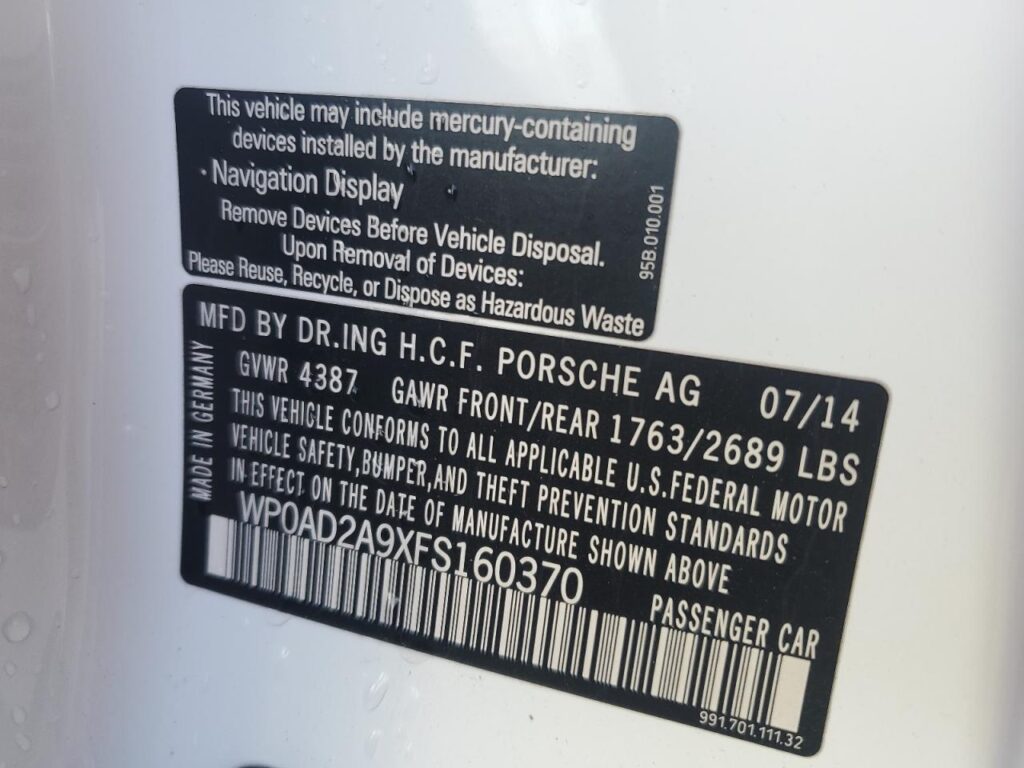 This vehicle may include mercury-containing
devices installed by the manufacturer:
· Navigation Display
Remove Devices Before Vehicle Disposal.
Upon Removal of Devices:
Please Reuse, Recycle, or Dispose as Hazardous Waste
95B.010.001
MFD BY DR.ING H.C.F. PORSCHE AG 07/14
GVWR 4387 GAWR FRONT/REAR 1763/2689 LBS
THIS VEHICLE CONFORMS TO ALL APPLICABLE U.S.FEDERAL MOTOR
VEHICLE SAFETY,BUMPER,AND THEFT PREVENTION STANDARDS
IN EFFECT ON THE DATE OF MANUFACTURE SHOWN ABOVE
WP0AD2A9XFS160370
PASSENGER CAR
MADE IN GERMANY
991.701.111.32